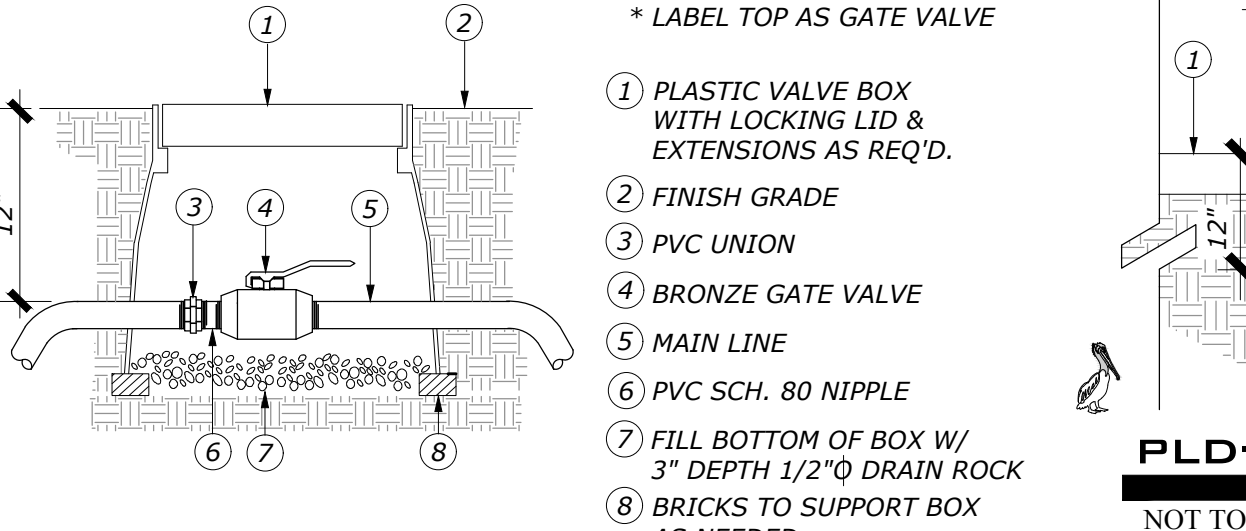 * LABEL TOP AS GATE VALVE
1 PLASTIC VALVE BOX
WITH LOCKING LID &
EXTENSIONS AS REQ'D.
2 FINISH GRADE
3 PVC UNION
4 BRONZE GATE VALVE
5 MAIN LINE
6 PVC SCH. 80 NIPPLE
7 FILL BOTTOM OF BOX W/
3" DEPTH 1/2"Ф DRAIN ROCK
8 BRICKS TO SUPPORT BOX
AS NEEDED
1
2
12"
3
4
5
6
7
8
1
12"
PLD
NOT TO